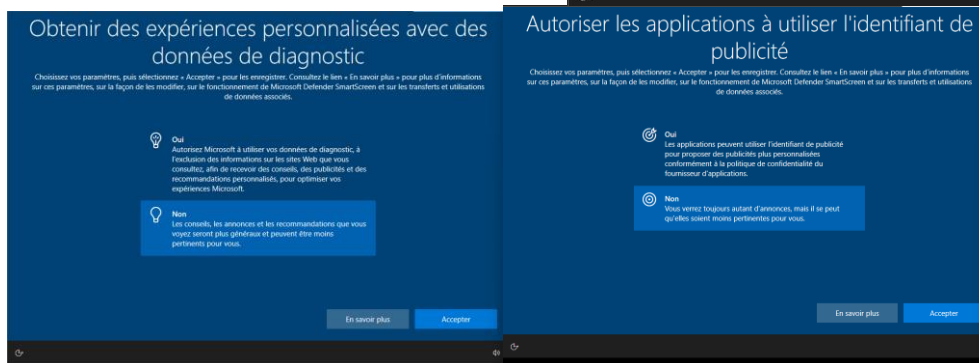 Obtenir des expériences personnalisées avec des
données de diagnostic
Choisissez vos paramètres, puis sélectionnez « Accepter » pour les enregistrer. Consultez le lien « En savoir plus » pour plus d'informations
sur ces paramètres, sur la façon de les modifier, sur le fonctionnement de Microsoft Defender SmartScreen et sur les transferts et utilisations
de données associés.
Oui
Autorisez Microsoft à utiliser vos données de diagnostic, à
l'exclusion des informations sur les sites Web que vous
consultez, afin de recevoir des conseils, des publicités et des
recommandations personnalisés, pour optimiser vos
expériences Microsoft.
Non
Les conseils, les annonces et les recommandations que vous
voyez seront plus généraux et peuvent être moins
pertinents pour vous.
En savoir plus
Accepter
Autoriser les applications à utiliser l'identifiant de
publicité
Choisissez vos paramètres, puis sélectionnez « Accepter » pour les enregistrer. Consultez le lien « En savoir plus » pour plus d'informations
sur ces paramètres, sur la façon de les modifier, sur le fonctionnement de Microsoft Defender SmartScreen et sur les transferts et utilisations
de données associés.
Oui
Les applications peuvent utiliser l'identifiant de publicité
pour proposer des publicités plus personnalisées
conformément à la politique de confidentialité du
fournisseur d'applications.
Non
Vous verrez toujours autant d'annonces, mais il se peut
qu'elles soient moins pertinentes pour vous.
En savoir plus
Accepter